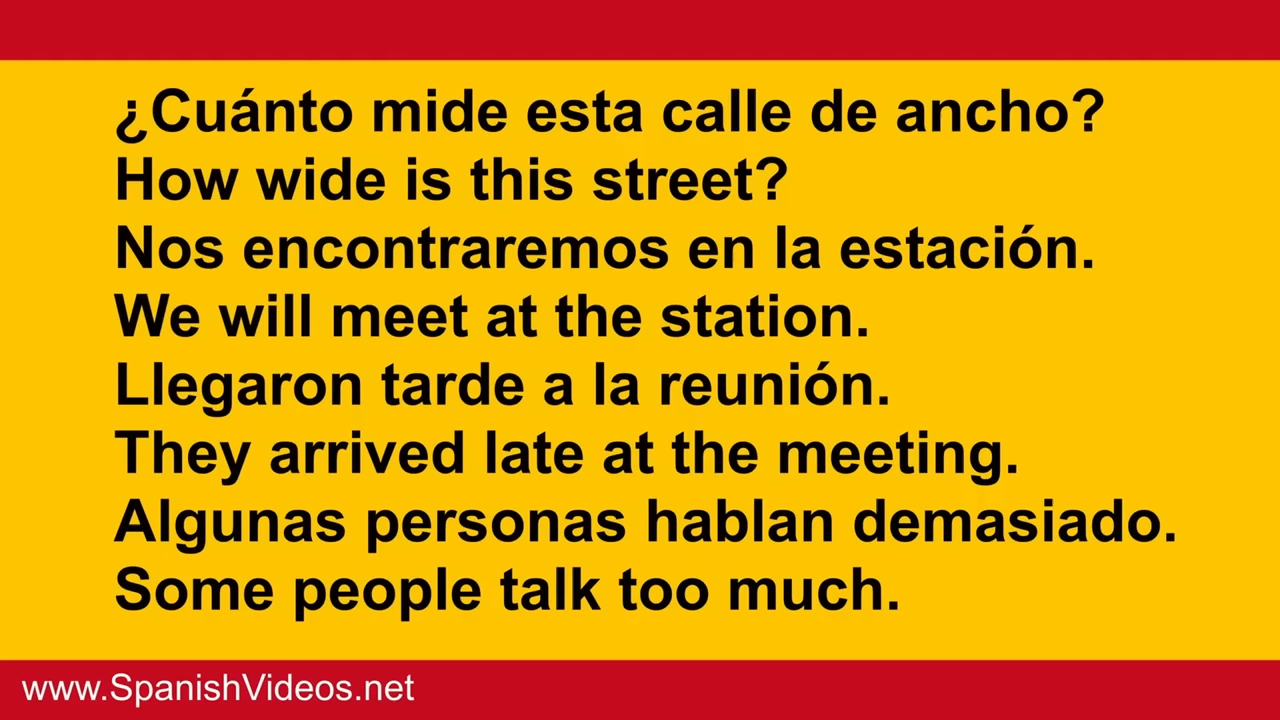 ¿Cuánto mide esta calle de ancho?
How wide is this street?
Nos encontraremos en la estación.
We will meet at the station.
Llegaron tarde a la reunión.
They arrived late at the meeting.
Algunas personas hablan demasiado.
Some people talk too much.
www.SpanishVideos.net